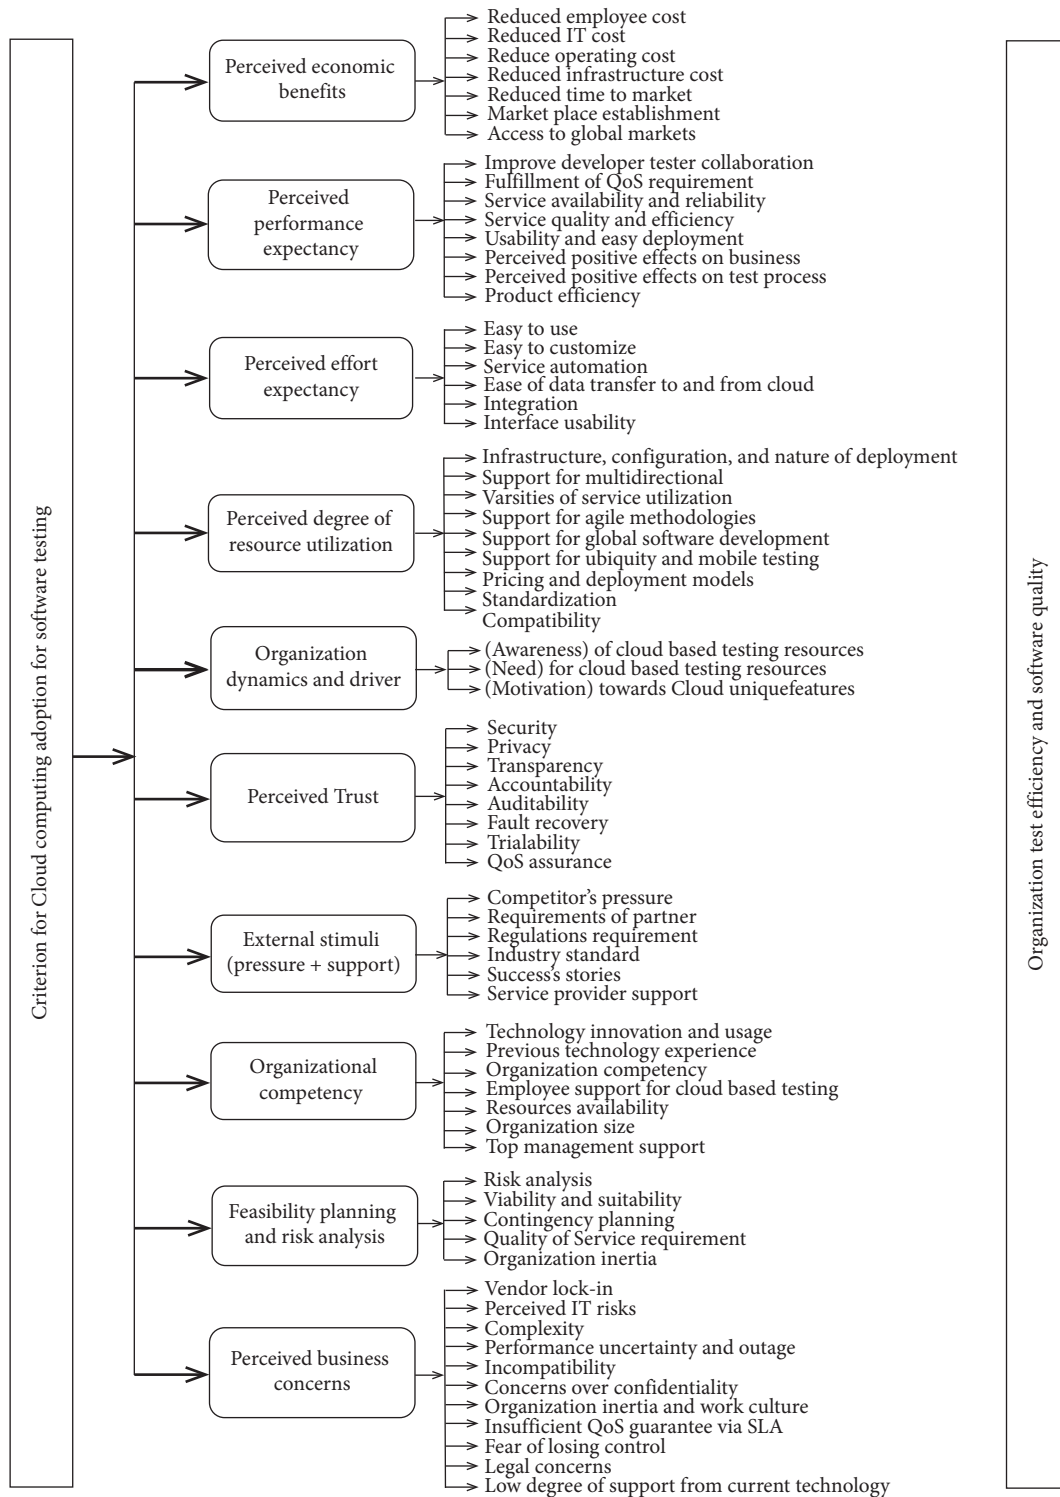 Criterion for Cloud computing adoption for software testing
Perceived economic
benefits
Reduced employee cost
Reduced IT cost
Reduce operating cost
Reduced infrastructure cost
Reduced time to market
Market place establishment
Access to global markets
Perceived
performance
expectancy
Improve developer tester collaboration
Fulfillment of QoS requirement
Service availability and reliability
Service quality and efficiency
Usability and easy deployment
Perceived positive effects on business
Perceived positive effects on test process
Product efficiency
Perceived effort
expectancy
Easy to use
Easy to customize
Service automation
Ease of data transfer to and from cloud
Integration
Interface usability
Perceived degree of
resource utilization
Infrastructure, configuration, and nature of deployment
Support for multidirectional
Varsities of service utilization
Support for agile methodologies
Support for global software development
Support for ubiquity and mobile testing
Pricing and deployment models
Standardization
Compatibility
Organization
dynamics and driver
(Awareness) of cloud based testing resources
(Need) for cloud based testing resources
(Motivation) towards Cloud uniquefeatures
Perceived Trust
Security
Privacy
Transparency
Accountability
Auditability
Fault recovery
Trialability
QoS assurance
External stimuli
(pressure + support)
Competitor's pressure
Requirements of partner
Regulations requirement
Industry standard
Success's stories
Service provider support
Organizational
competency
Technology innovation and usage
Previous technology experience
Organization competency
Employee support for cloud based testing
Resources availability
Organization size
Top management support
Feasibility planning
and risk analysis
Risk analysis
Viability and suitability
Contingency planning
Quality of Service requirement
Organization inertia
Perceived business
concerns
Vendor lock-in
Perceived IT risks
Complexity
Performance uncertainty and outage
Incompatibility
Concerns over confidentiality
Organization inertia and work culture
Insufficient QoS guarantee via SLA
Fear of losing control
Legal concerns
Low degree of support from current technology
Organization test efficiency and software quality